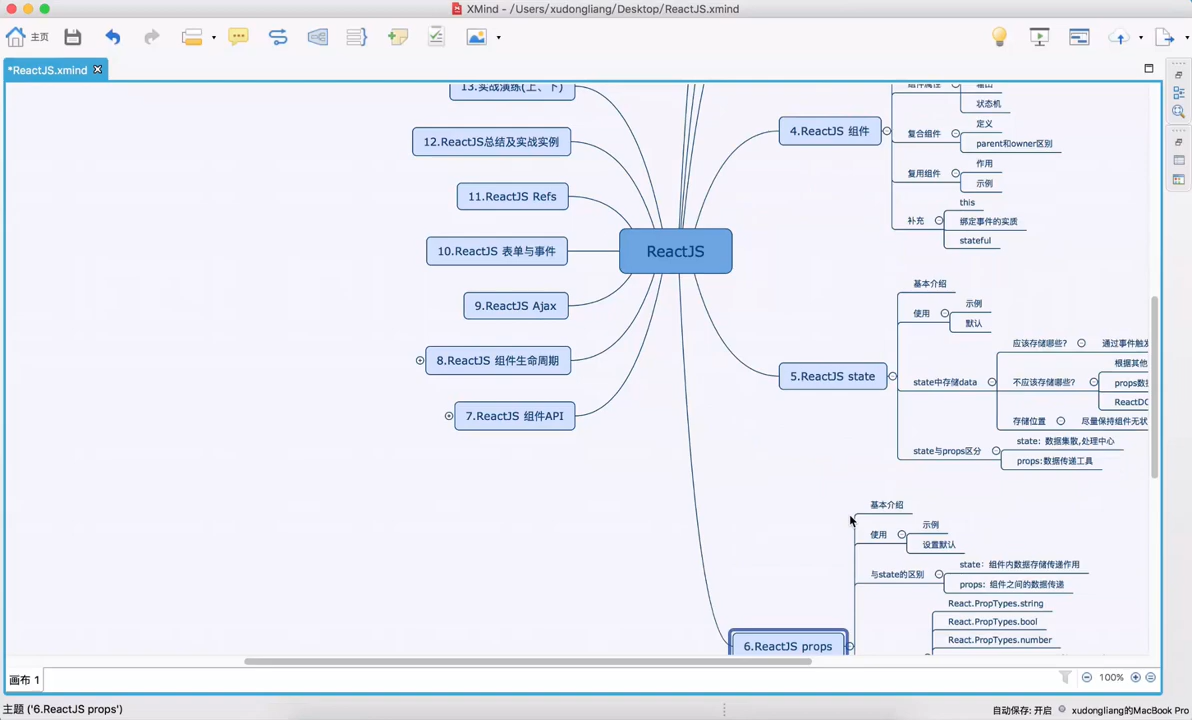 XMind - /Users/xudongliang/Desktop/ReactJS.xmind
主页
*ReactJS.xmind
13.实战演练(上、下)
12.ReactJS总结及实战实例
11.ReactJS Refs
10.ReactJS 表单与事件
9.ReactJS Ajax
8.ReactJS 组件生命周期
7.ReactJS 组件API
ReactJS
4.ReactJS 组件
组件属性
状态机
复合组件
定义
parent和owner区别
复用组件
作用
示例
补充
this
绑定事件的实质
stateful
5.ReactJS state
基本介绍
使用
示例
默认
state中存储data
应该存储哪些?
通过事件触发
不应该存储哪些?
根据其他
props数据
ReactDO
存储位置
尽量保持组件无状
state与props区分
state: 数据集散,处理中心
props:数据传递工具
6.ReactJS props
基本介绍
使用
示例
设置默认
与state的区别
state: 组件内数据存储传递作用
props: 组件之间的数据传递
React.PropTypes.string
React.PropTypes.bool
React.PropTypes.number
画布 1
100%
主题 ('6.ReactJS props')
自动保存: 开启
xudongliang的MacBook Pro